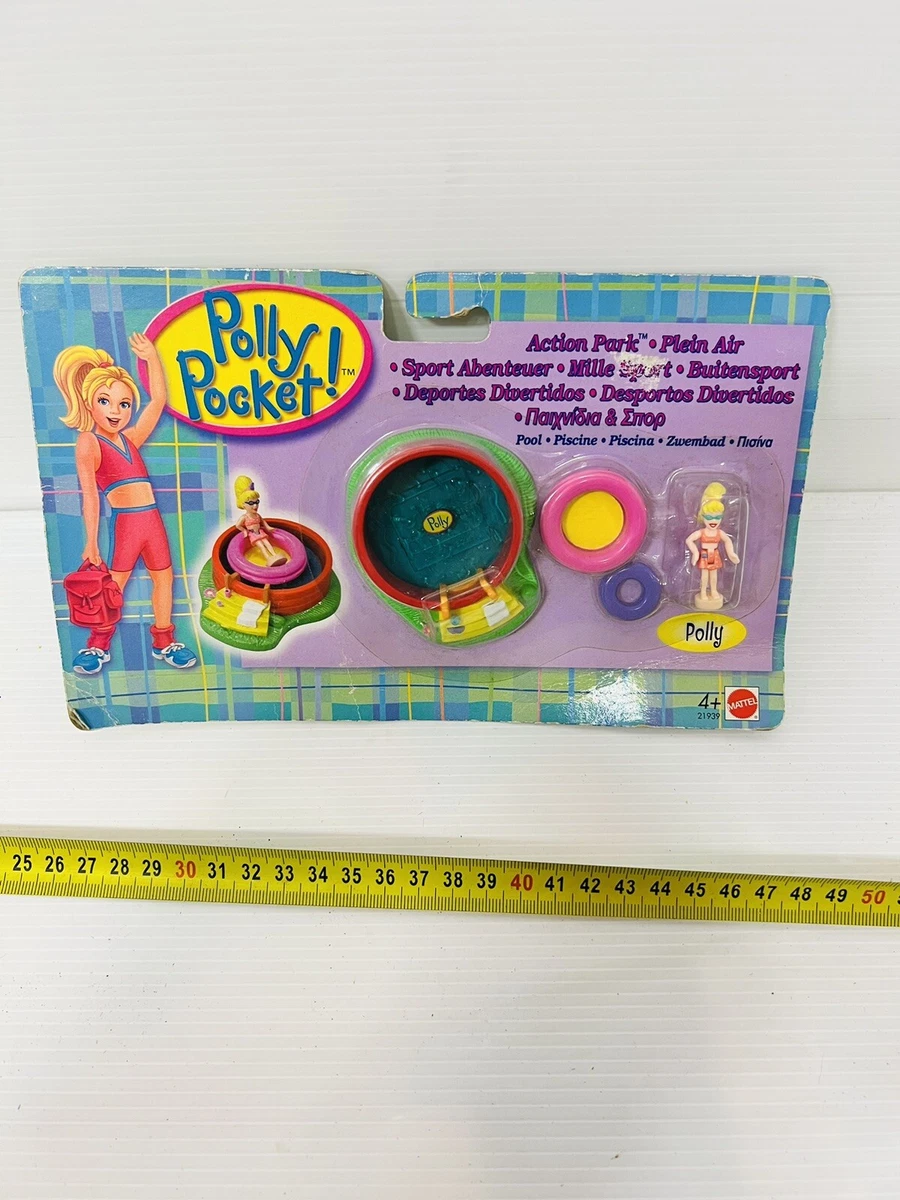 Polly
Pocket!™
Action Park™ • Plein Air
• Sport Abenteuer • Mille Sport • Buitensport
• Deportes Divertidos • Desportos Divertidos
• Παιχνίδια & Σπορ
Pool • Piscine • Piscina • Zwembad • Πισίνα
Polly
Polly
4+
21939
MATTEL
25 26 27 28 29 30 31 32 33 34 35 36 37 38 39 40 41 42 43 44 45 46 47 48 49 50